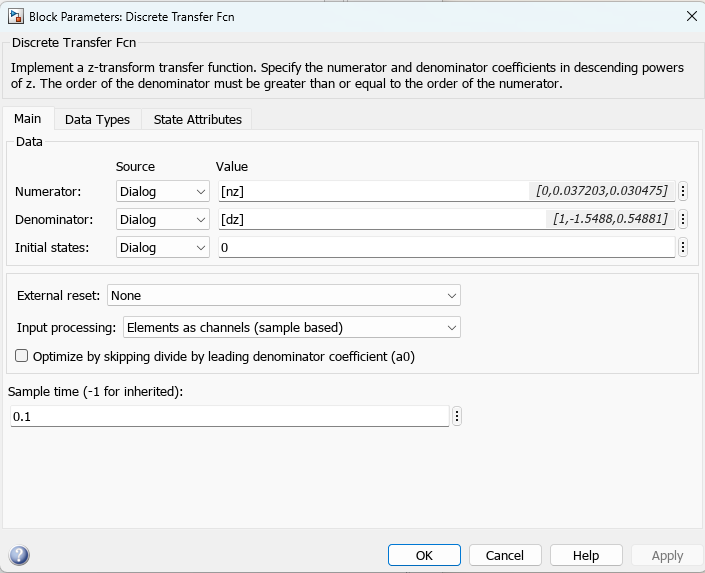 Block Parameters: Discrete Transfer Fcn
Discrete Transfer Fcn
Implement a z-transform transfer function. Specify the numerator and denominator coefficients in descending powers
of z. The order of the denominator must be greater than or equal to the order of the numerator.
Main Data Types State Attributes
Data
Source Value
Numerator: Dialog [nz] [0,0.037203,0.030475]
Denominator: Dialog [dz] [1,-1.5488,0.54881]
Initial states: Dialog 0
External reset: None
Input processing: Elements as channels (sample based)
Optimize by skipping divide by leading denominator coefficient (a0)
Sample time (-1 for inherited):
0.1
? OK Cancel Help Apply